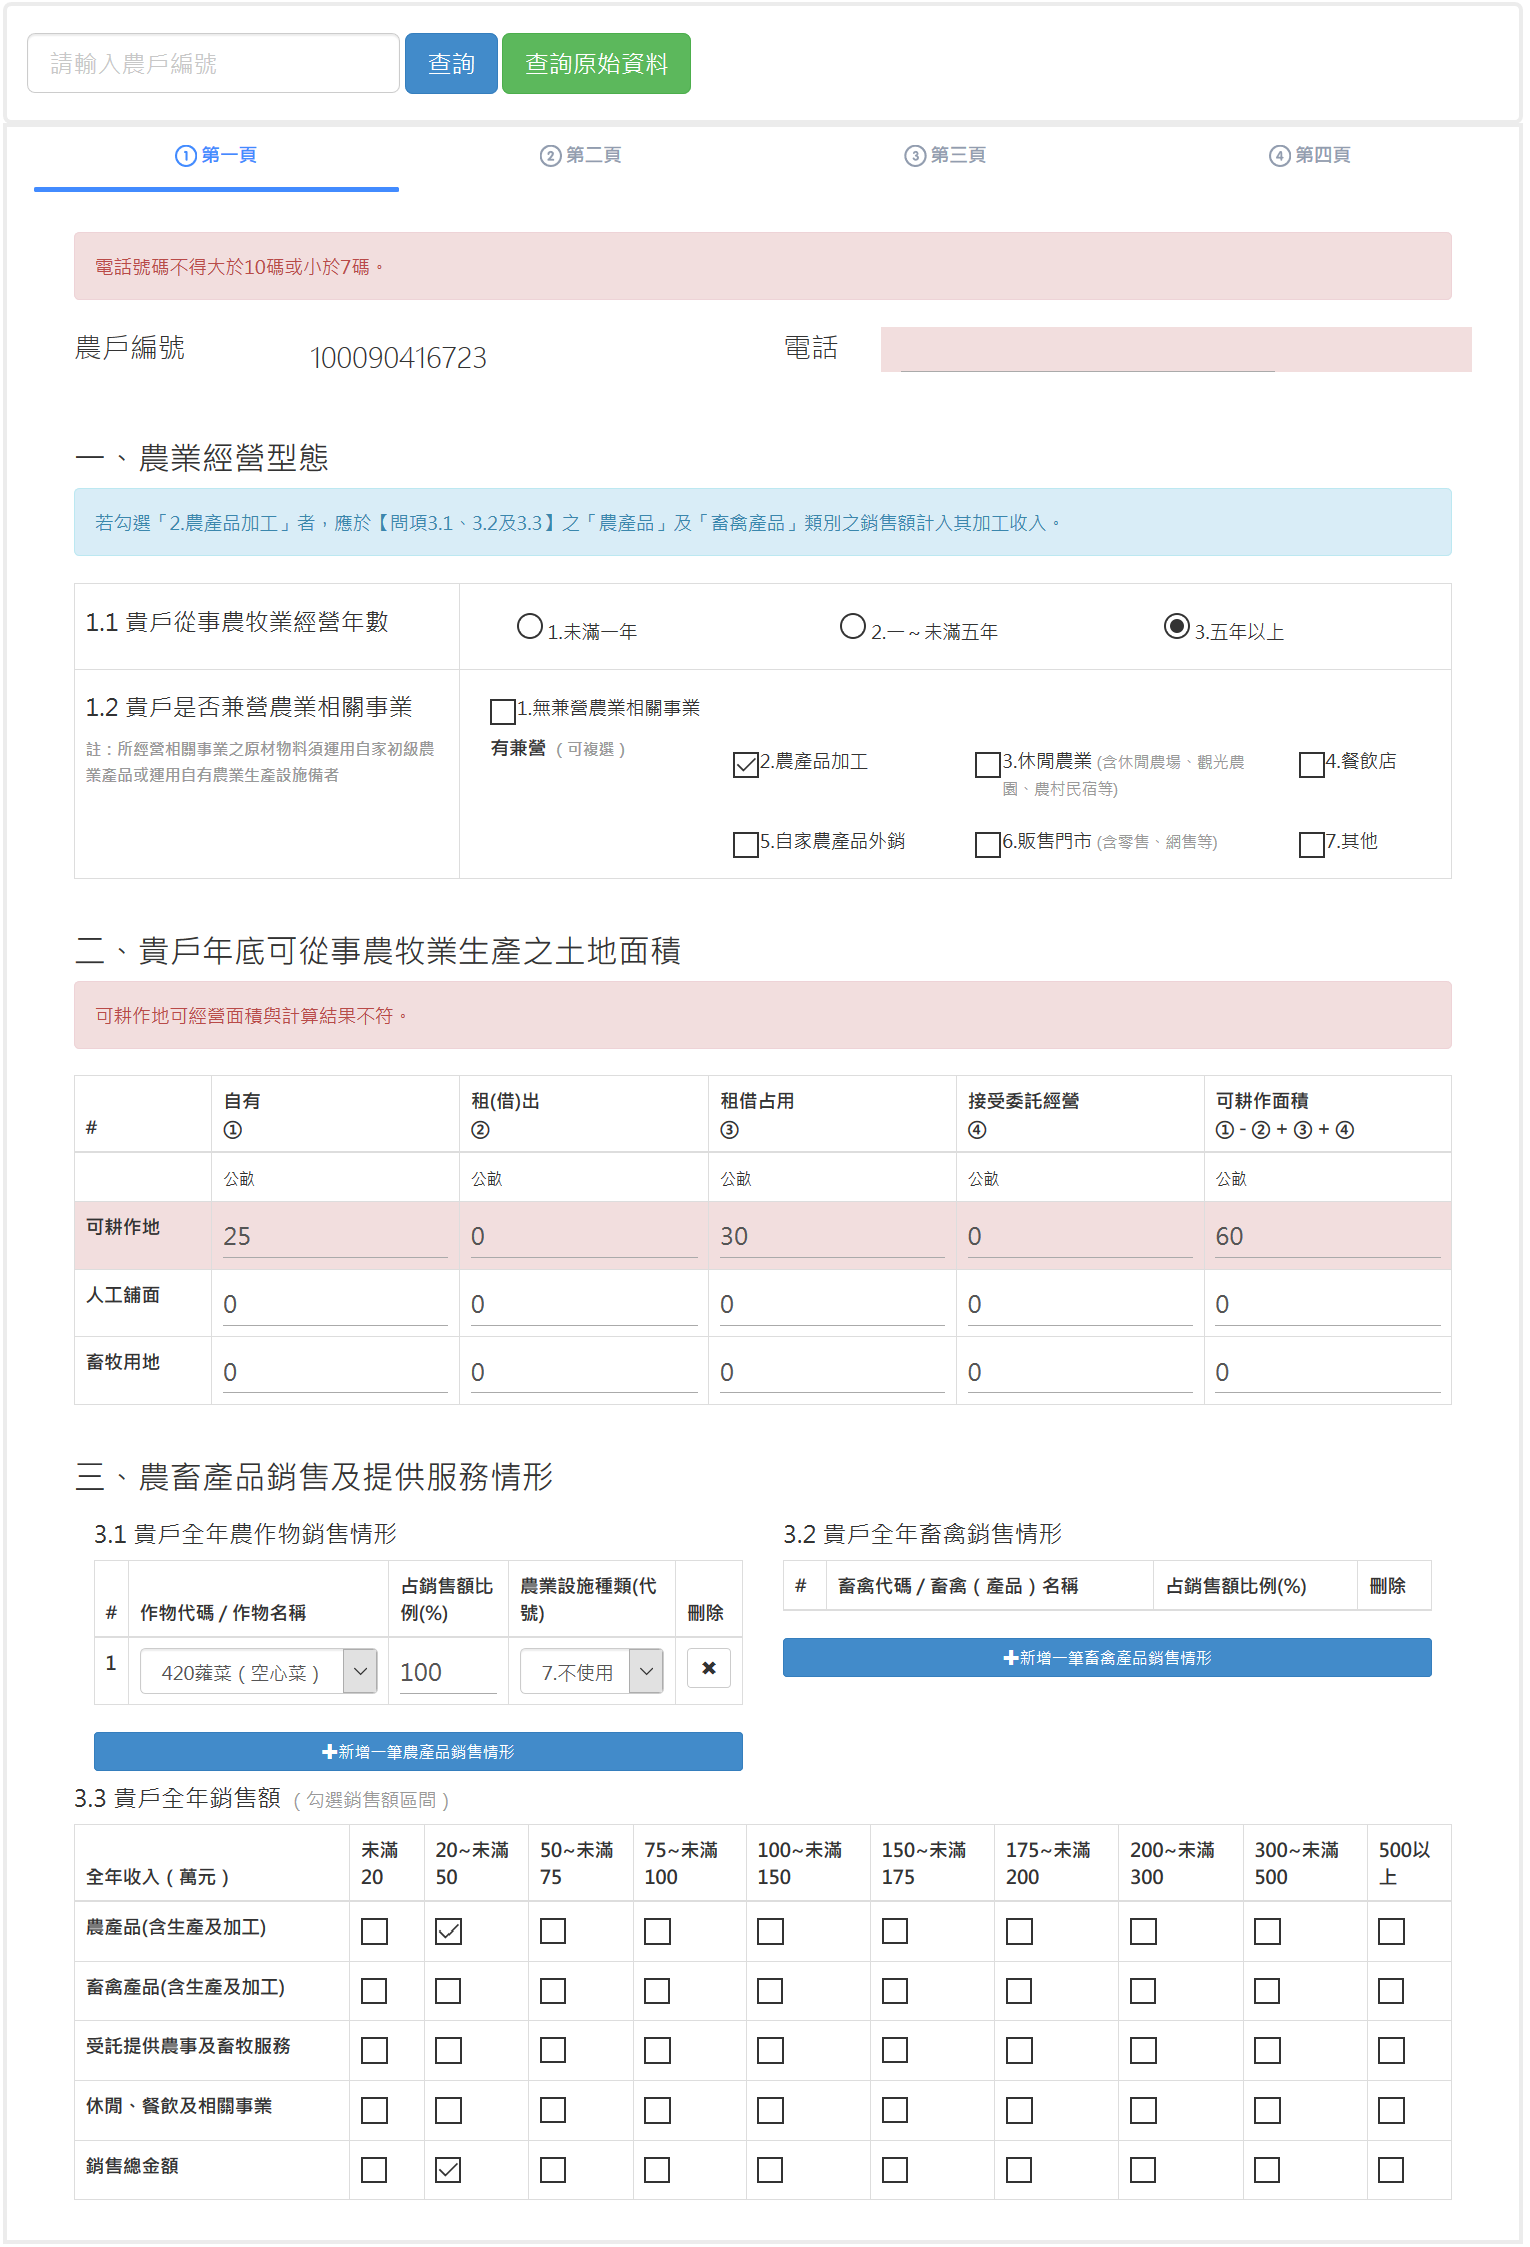 請輸入農戶編號 查詢 查詢原始資料
① 第一頁 ② 第二頁 ③ 第三頁 ④ 第四頁
電話號碼不得大於10碼或小於7碼。
農戶編號 100090416723 電話
一、農業經營型態
若勾選「2.農產品加工」者，應於【問項3.1、3.2及3.3】之「農產品」及「畜禽產品」類別之銷售額計入其加工收入。
1.1 貴戶從事農牧業經營年數 1.未滿一年 2.一～未滿五年 3.五年以上
1.2 貴戶是否兼營農業相關事業
註：所經營相關事業之原材物料須運用自家初級農
業產品或運用自有農業生產設施備者
1.無兼營農業相關事業
有兼營（可複選）
2.農產品加工 3.休閒農業 (含休閒農場、觀光農
園、農村民宿等) 4.餐飲店
5.自家農產品外銷 6.販售門市 (含零售、網售等) 7.其他
二、貴戶年底可從事農牧業生產之土地面積
可耕作地可經營面積與計算結果不符。
# 自有 ① 租(借)出 ② 租借占用 ③ 接受委託經營 ④ 可耕作面積 ① - ② + ③ + ④
公畝 公畝 公畝 公畝 公畝
可耕作地 25 0 30 0 60
人工舖面 0 0 0 0 0
畜牧用地 0 0 0 0 0
三、農畜產品銷售及提供服務情形
3.1 貴戶全年農作物銷售情形
# 作物代碼 / 作物名稱 占銷售額比例(%) 農業設施種類(代號) 刪除
1 420蕹菜（空心菜） 100 7.不使用 ✖
✚新增一筆農產品銷售情形
3.2 貴戶全年畜禽銷售情形
# 畜禽代碼 / 畜禽（產品）名稱 占銷售額比例(%) 刪除
✚新增一筆畜禽產品銷售情形
3.3 貴戶全年銷售額（勾選銷售額區間）
全年收入（萬元） 未滿20 20~未滿50 50~未滿75 75~未滿100 100~未滿150 150~未滿175 175~未滿200 200~未滿300 300~未滿500 500以上
農產品(含生產及加工)
畜禽產品(含生產及加工)
受託提供農事及畜牧服務
休閒、餐飲及相關事業
銷售總金額